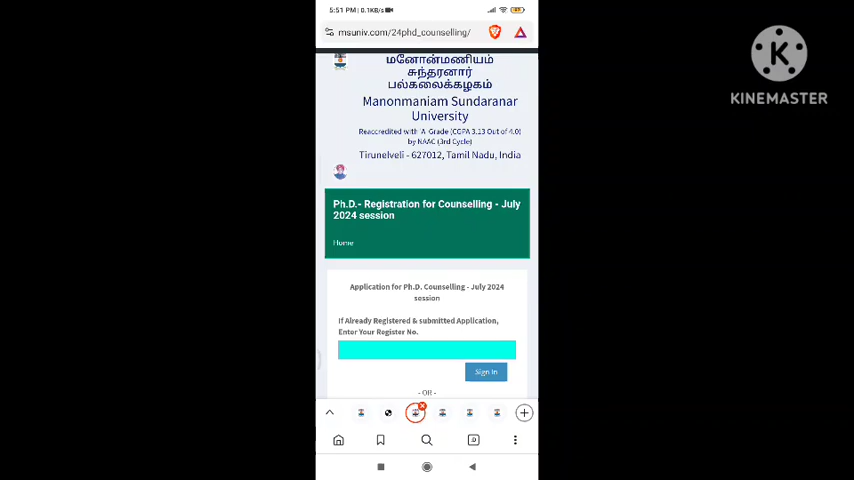 5:51 PM | 0.1KB/s
msuniv.com/24phd_counselling/
மனோன்மணியம்
சுந்தரனார்
பல்கலைக்கழகம்
Manonmaniam Sundaranar
University
Reaccredited with 'A' Grade (CGPA 3.13 Out of 4.0)
by NAAC (3rd Cycle)
Tirunelveli - 627012, Tamil Nadu, India
Ph.D.- Registration for Counselling - July
2024 session
Home
Application for Ph.D. Counselling - July 2024
session
If Already Registered & submitted Application,
Enter Your Register No.
Sign In
- OR -
K
KINEMASTER